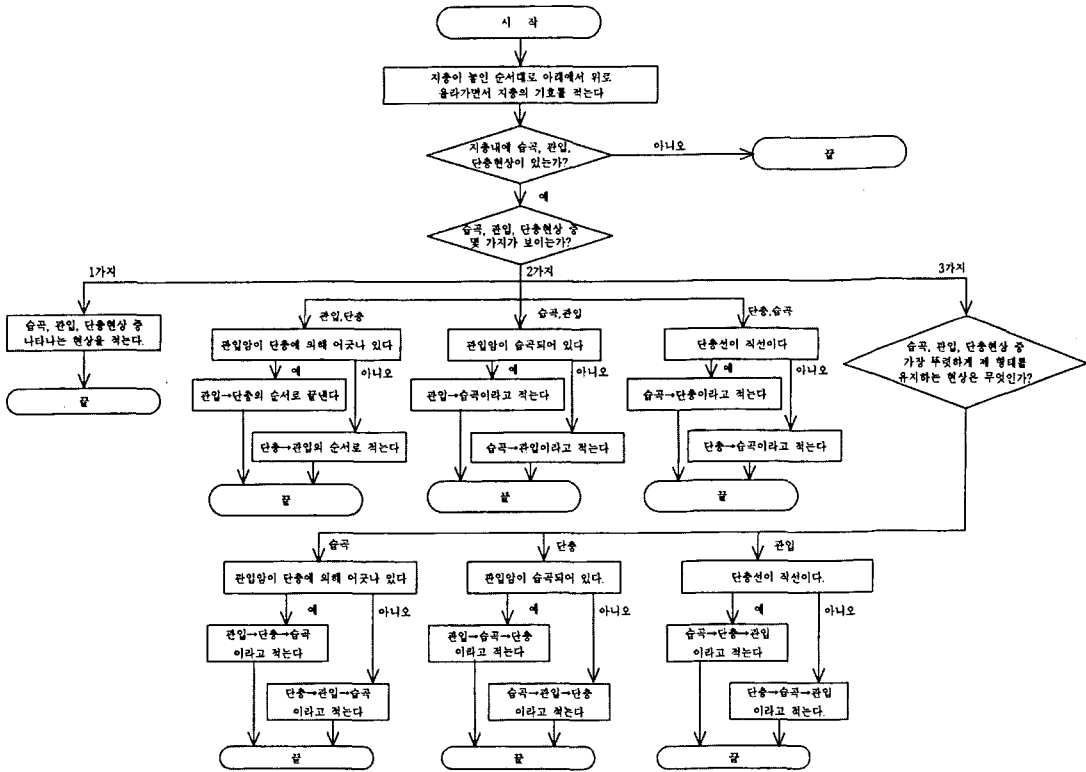 시 작
지층이 놓인 순서대로 아래에서 위로
올라가면서 지층의 기호를 적는다
지층내에 습곡, 관입,
단층현상이 있는가?
아니오
끝
예
습곡, 관입, 단층현상 중
몇 가지가 보이는가?
1가지
2가지
3가지
습곡, 관입, 단층현상 중
나타나는 현상을 적는다.
끝
관입,단층
습곡,관입
단층,습곡
관입암이 단층에 의해 어긋나 있다
관입암이 습곡되어 있다
단층선이 직선이다
습곡, 관입, 단층현상 중
가장 뚜렷하게 제 형태를
유지하는 현상은 무엇인가?
예
아니오
예
아니오
예
아니오
관입→단층의 순서로 끝낸다
관입→습곡이라고 적는다
습곡→단층이라고 적는다
단층→관입의 순서로 적는다
습곡→관입이라고 적는다
단층→습곡이라고 적는다
끝
끝
끝
습곡
단층
관입
관입암이 단층에 의해 어긋나 있다
관입암이 습곡되어 있다.
단층선이 직선이다.
예
아니오
예
아니오
예
아니오
관입→단층→습곡
이라고 적는다
관입→습곡→단층
이라고 적는다
습곡→단층→관입
이라고 적는다
단층→관입→습곡
이라고 적는다
습곡→관입→단층
이라고 적는다
단층→습곡→관입
이라고 적는다.
끝
끝
끝